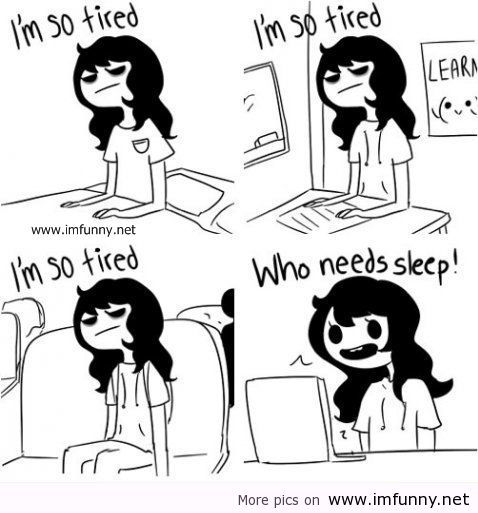 I'm so tired
I'm so tired
LEARN
www.imfunny.net
I'm so tired
Who needs sleep!
More pics on www.imfunny.net